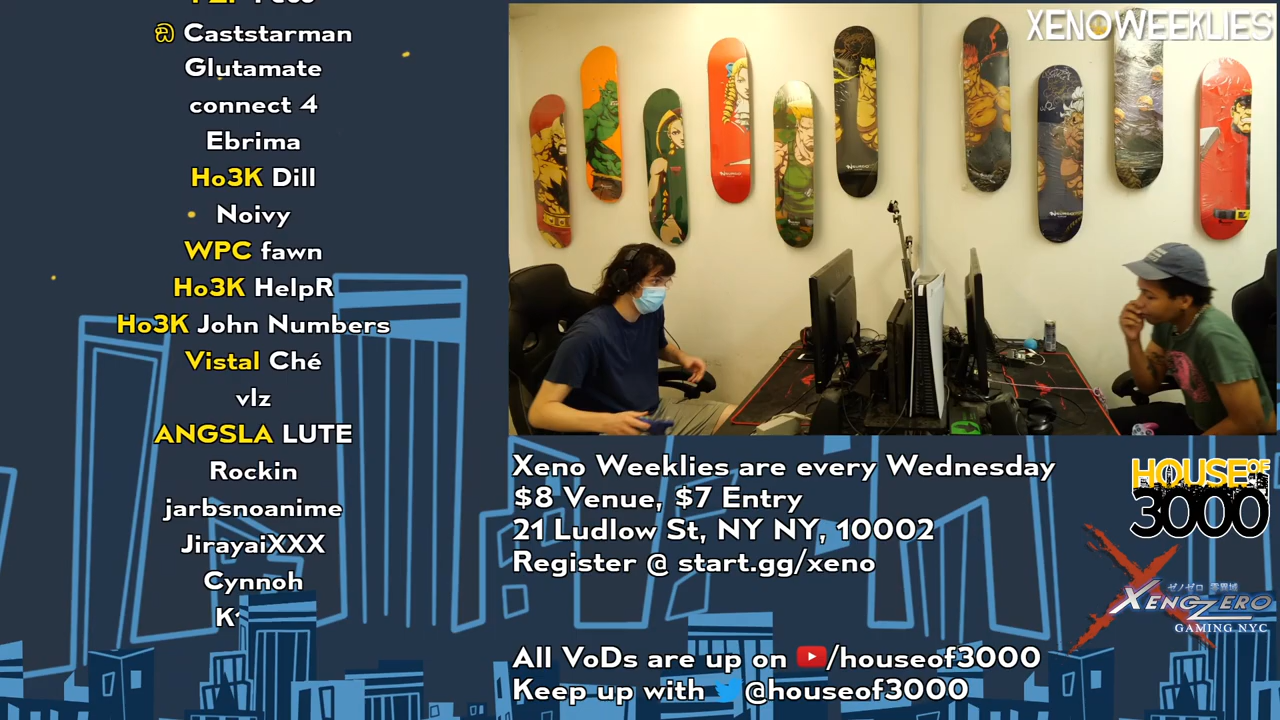 ඩ Caststarman
Glutamate
connect 4
Ebrima
Ho3K Dill
Noivy
WPC fawn
Ho3K HelpR
Ho3K John Numbers
Vistal Ché
vlz
ANGSLA LUTE
Rockin
jarbsnoanime
JirayaiXXX
Cynnoh
XENOWEEKLIES
Xeno Weeklies are every Wednesday
$8 Venue, $7 Entry
21 Ludlow St, NY NY, 10002
Register @ start.gg/xeno
HOUSE OF
3000
XENOZERO
GAMING NYC
All VoDs are up on /houseof3000
Keep up with @houseof3000